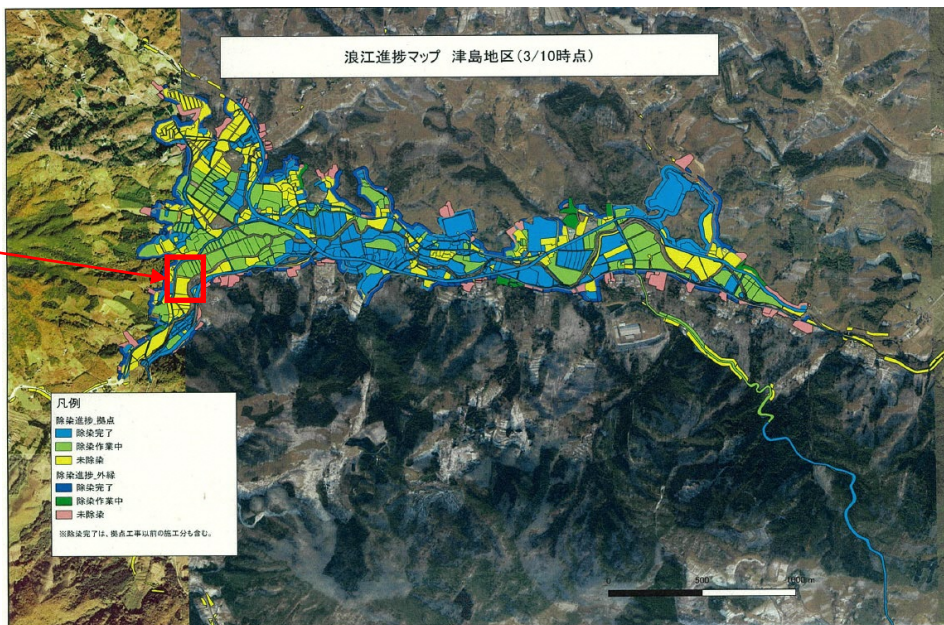 浪江進捗マップ 津島地区(3/10時点)
凡例
除染進捗_拠点
除染完了
除染作業中
未除染
除染進捗_外縁
除染完了
除染作業中
未除染
※除染完了は、拠点工事以前の施工分も含む。
0 500 1000 m